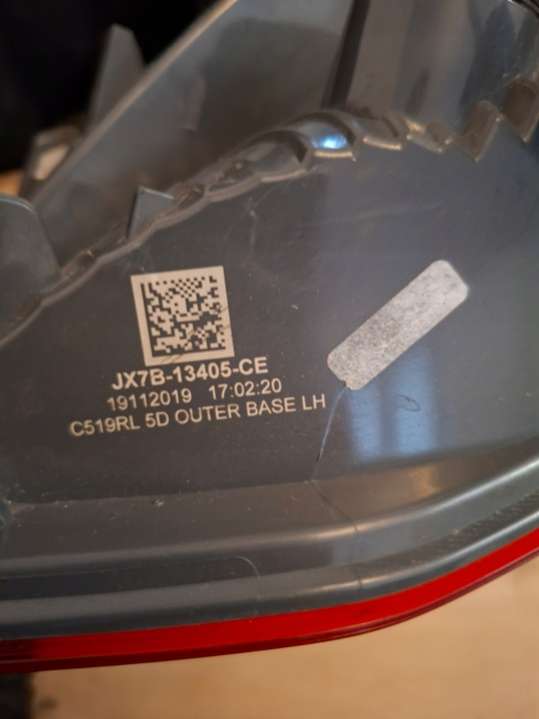 JX7B-13405-CE
19112019 17:02:20
C519RL 5D OUTER BASE LH